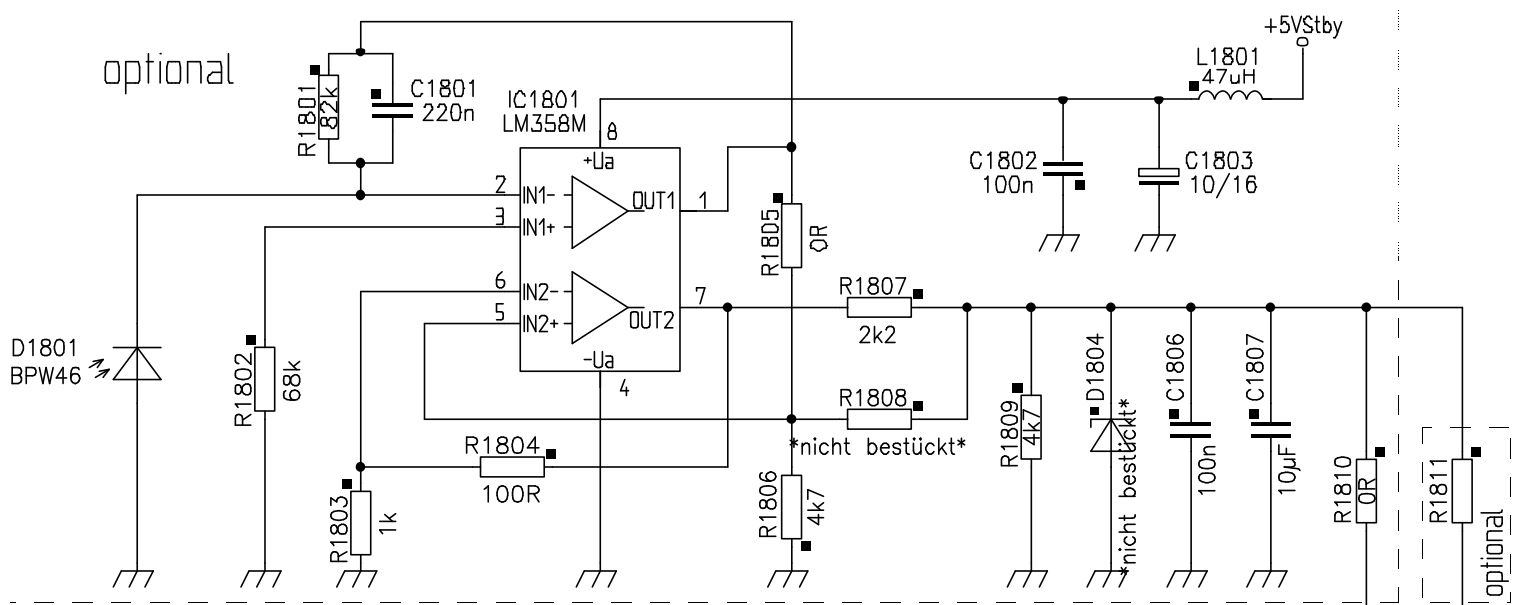 optional
R1801
82k
C1801
220n
IC1801
LM358M
8
+Ua
2
IN1-
OUT1
1
3
IN1+
6
IN2-
7
5
IN2+
OUT2
-Ua
4
+5VStby
L1801
47uH
C1802
100n
C1803
10/16
R1805
0R
R1807
2k2
R1808
*nicht bestückt*
D1801
BPW46
R1802
68k
R1804
100R
R1803
1k
R1806
4k7
R1809
4k7
D1804
*nicht bestückt*
C1806
100n
C1807
10µF
R1810
0R
R1811
optional